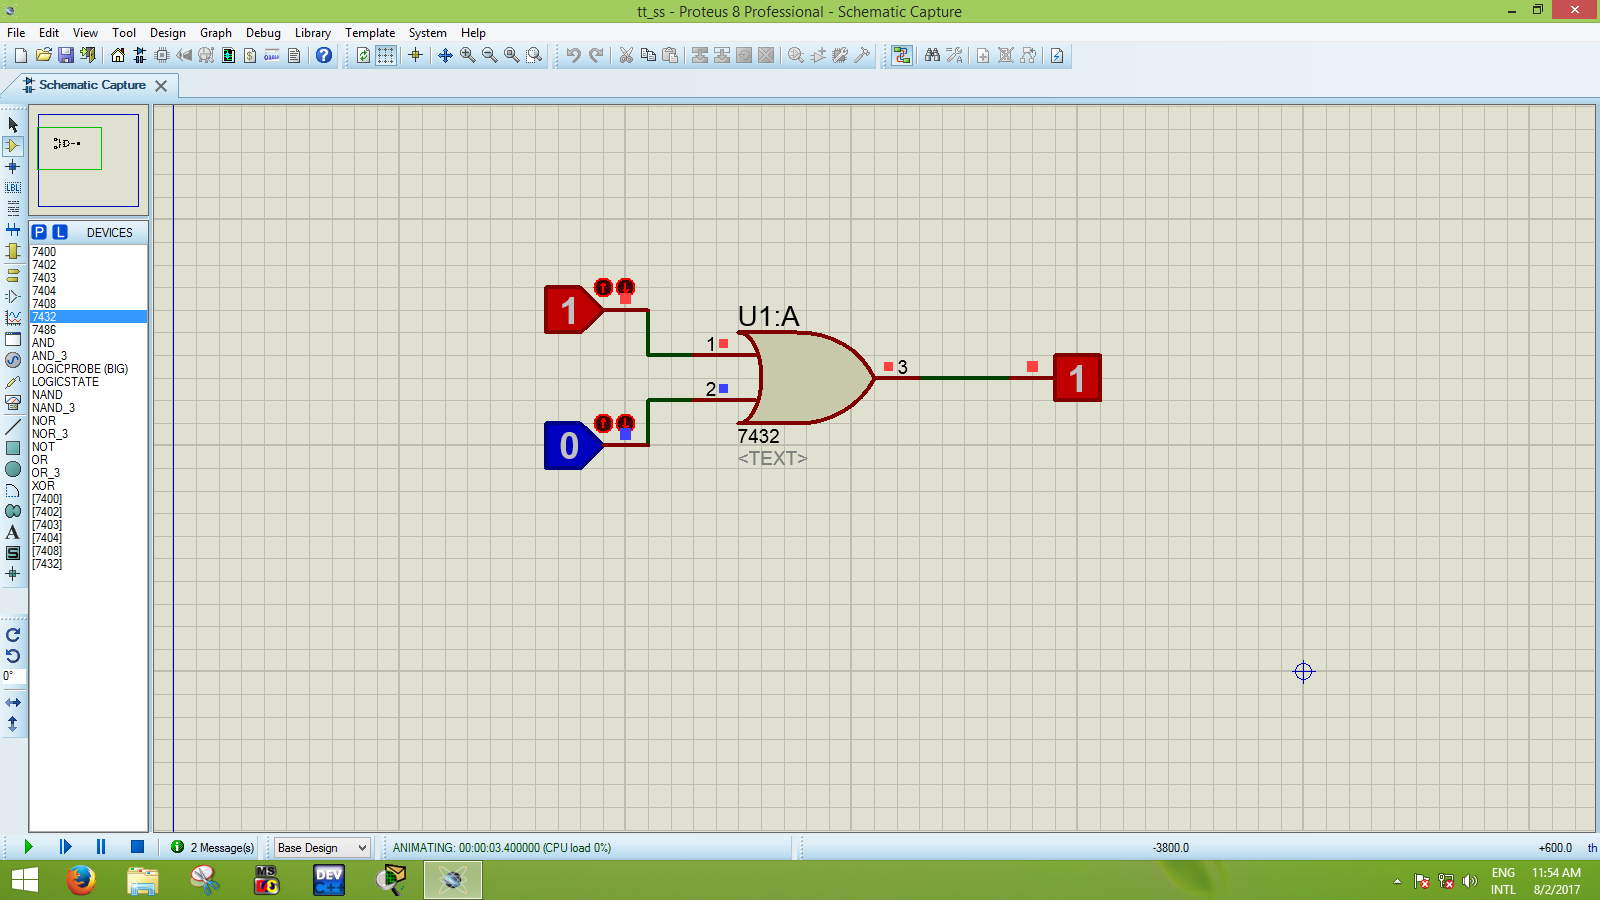 tt_ss - Proteus 8 Professional - Schematic Capture
File Edit View Tool Design Graph Debug Library Template System Help
Schematic Capture
P L DEVICES
7400
7402
7403
7404
7408
7432
7486
AND
AND_3
LOGICPROBE (BIG)
LOGICSTATE
NAND
NAND_3
NOR
NOR_3
NOT
OR
OR_3
XOR
[7400]
[7402]
[7403]
[7404]
[7408]
[7432]
LBL
A
S
0°
1
U1:A
1
3
1
2
0
7432
<TEXT>
2 Message(s)
Base Design
ANIMATING: 00:00:03.400000 (CPU load 0%)
-3800.0
+600.0
th
MS
DEV
C++
ENG
INTL
11:54 AM
8/2/2017